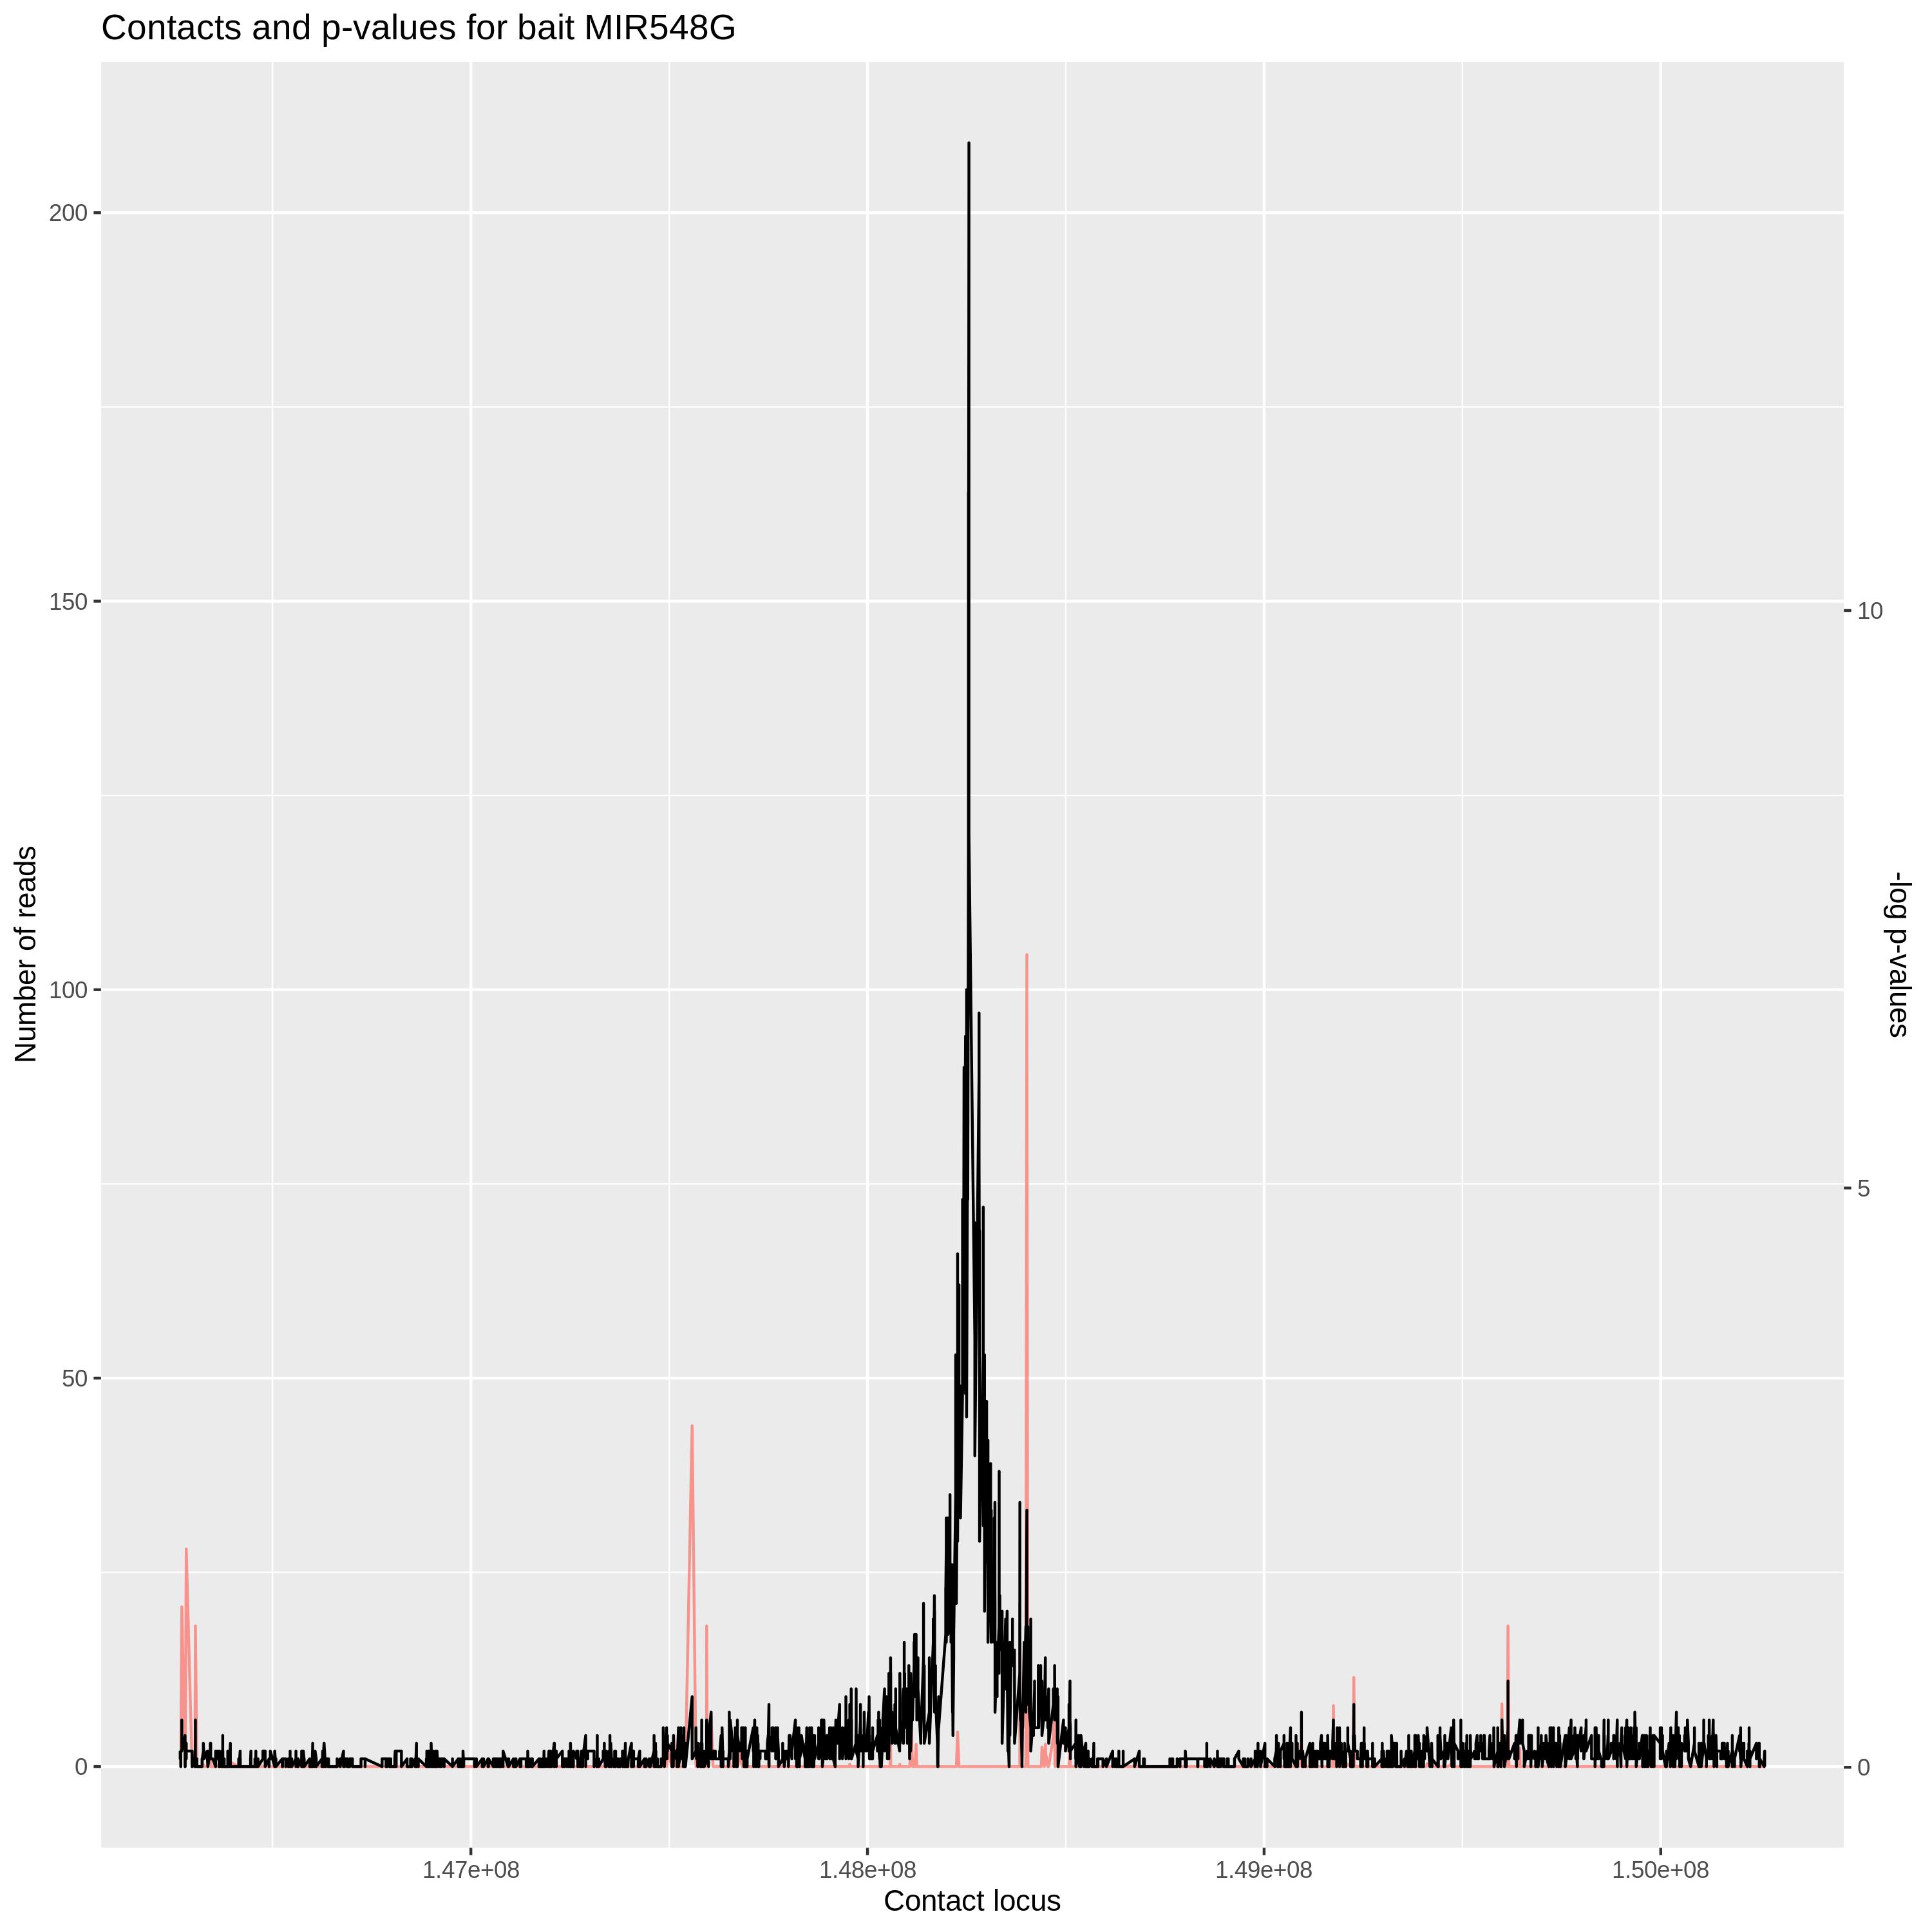 Contacts and p-values for bait MIR548G
200
150
100
50
0
Number of reads
10
5
0
-log p-values
1.47e+08
1.48e+08
1.49e+08
1.50e+08
Contact locus